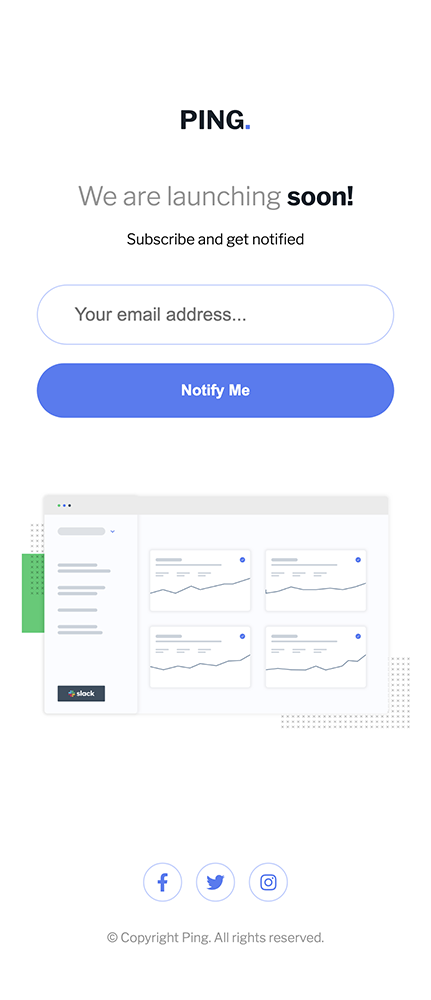 PING.
We are launching soon!
Subscribe and get notified
Your email address...
Notify Me
slack
© Copyright Ping. All rights reserved.